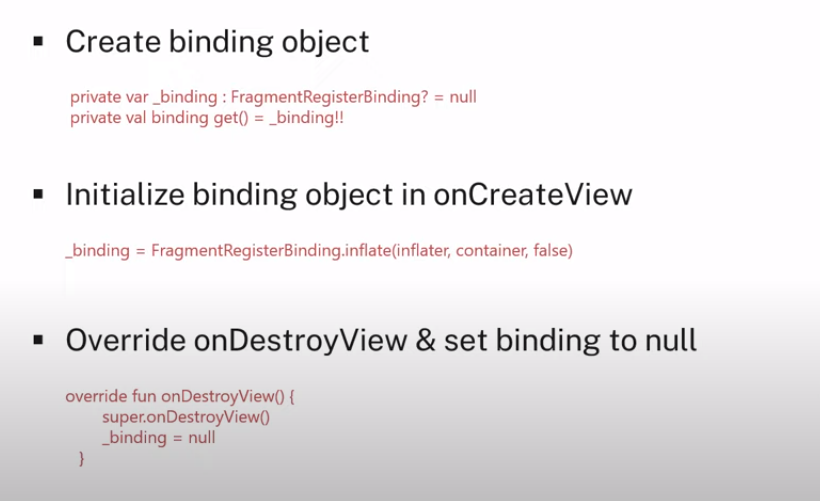 ▪ Create binding object
private var _binding : FragmentRegisterBinding? = null
private val binding get() = _binding!!
▪ Initialize binding object in onCreateView
_binding = FragmentRegisterBinding.inflate(inflater, container, false)
▪ Override onDestroyView & set binding to null
override fun onDestroyView() {
super.onDestroyView()
_binding = null
}